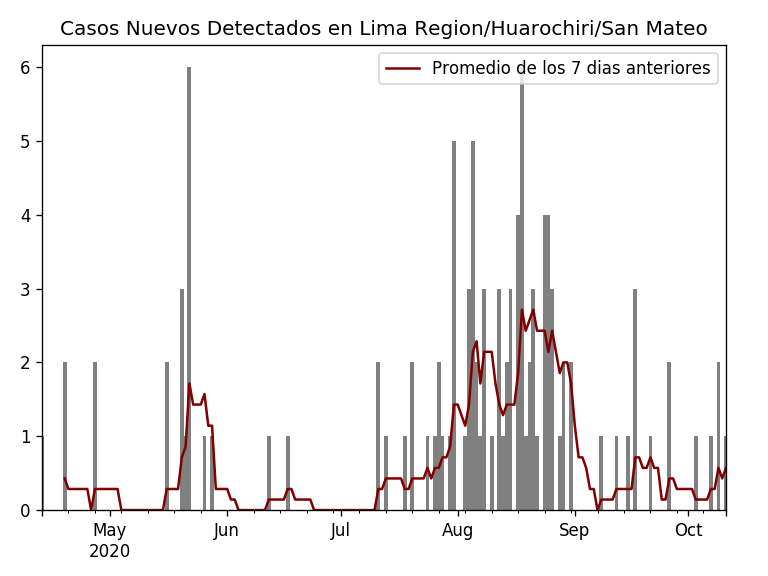 Casos Nuevos Detectados en Lima Region/Huarochiri/San Mateo
Promedio de los 7 dias anteriores
6
5
4
3
2
1
0
May Jun Jul Aug Sep Oct
2020